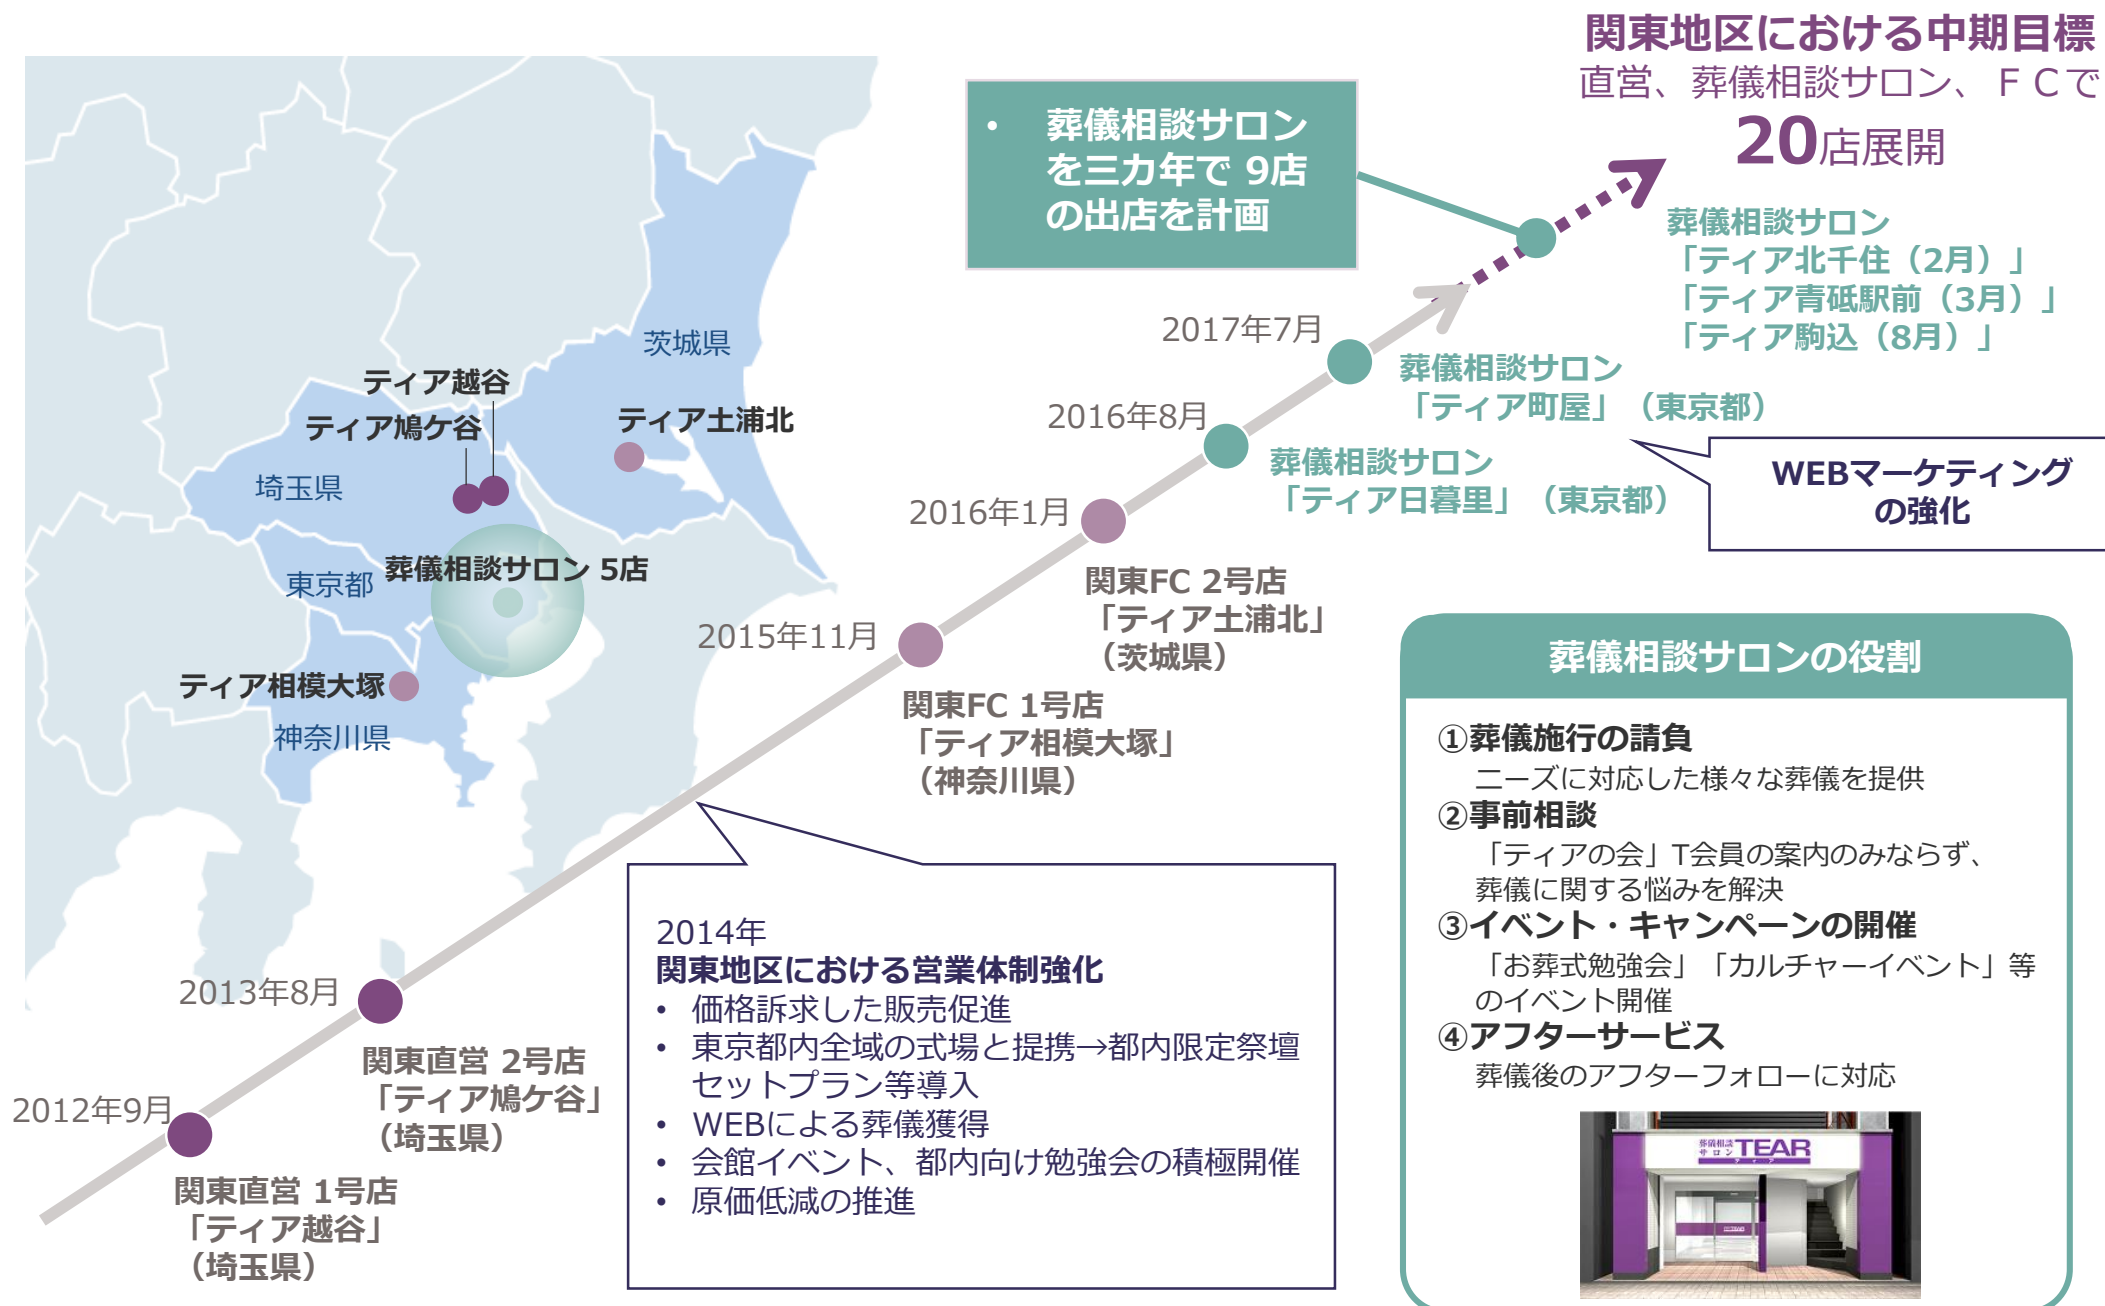 関東地区における中期目標
直営、葬儀相談サロン、ＦＣで
20店展開
• 葬儀相談サロン
を三カ年で 9店
の出店を計画
葬儀相談サロン
「ティア北千住（2月）」
「ティア青砥駅前（3月）」
「ティア駒込（8月）」
2017年7月
葬儀相談サロン
「ティア町屋」（東京都）
2016年8月
葬儀相談サロン
「ティア日暮里」（東京都）
WEBマーケティング
の強化
2016年1月
関東FC 2号店
「ティア土浦北」
（茨城県）
2015年11月
関東FC 1号店
「ティア相模大塚」
（神奈川県）
茨城県
ティア越谷
ティア鳩ケ谷
ティア土浦北
埼玉県
葬儀相談サロン 5店
東京都
ティア相模大塚
神奈川県
2014年
関東地区における営業体制強化
• 価格訴求した販売促進
• 東京都内全域の式場と提携→都内限定祭壇
セットプラン等導入
• WEBによる葬儀獲得
• 会館イベント、都内向け勉強会の積極開催
• 原価低減の推進
2013年8月
関東直営 2号店
「ティア鳩ケ谷」
（埼玉県）
2012年9月
関東直営 1号店
「ティア越谷」
（埼玉県）
葬儀相談サロンの役割
①葬儀施行の請負
ニーズに対応した様々な葬儀を提供
②事前相談
「ティアの会」T会員の案内のみならず、
葬儀に関する悩みを解決
③イベント・キャンペーンの開催
「お葬式勉強会」「カルチャーイベント」等
のイベント開催
④アフターサービス
葬儀後のアフターフォローに対応
葬儀相談
サロン TEAR
ティア